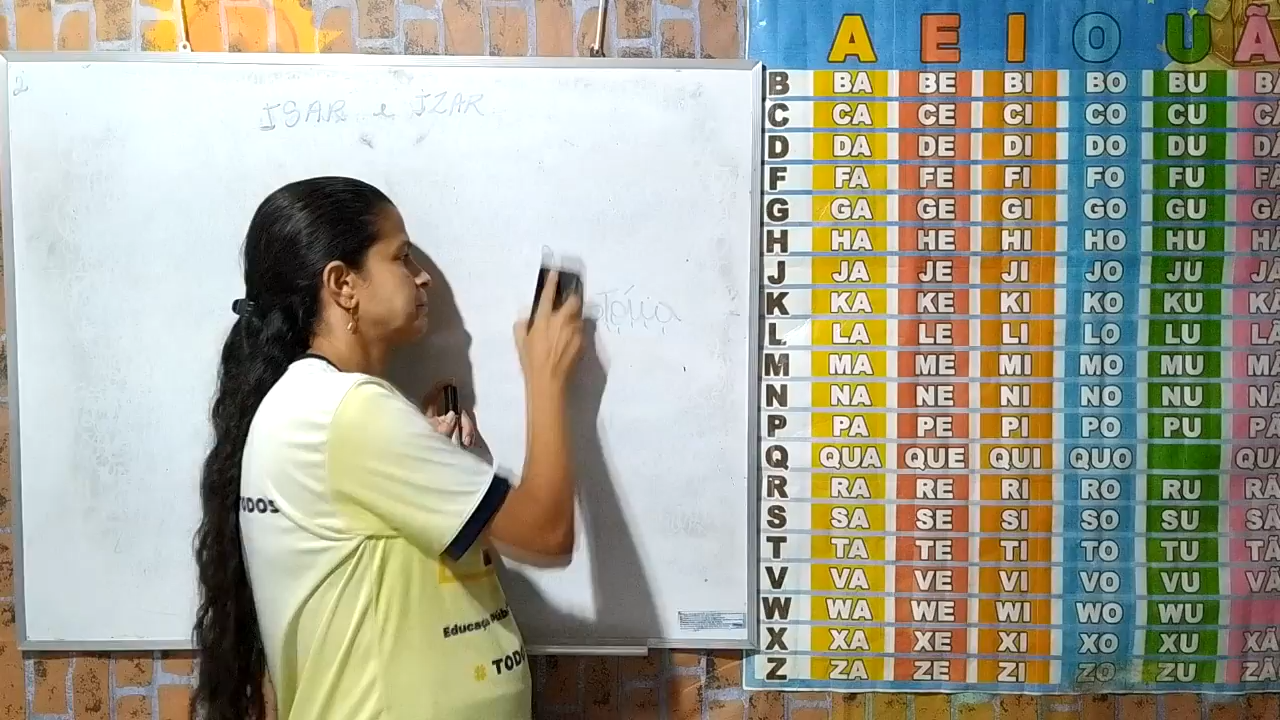 2
ISAR e IZAR
A E I O U Ã
B BA BE BI BO BU
C CA CE CI CO CU
D DA DE DI DO DU
F FA FE FI FO FU
G GA GE GI GO GU
H HA HE HI HO HU
J JA JE JI JO JU
K KA KE KI KO KU
L LA LE LI LO LU
M MA ME MI MO MU
N NA NE NI NO NU
P PA PE PI PO PU
Q QUA QUE QUI QUO
R RA RE RI RO RU
S SA SE SI SO SU
T TA TE TI TO TU
V VA VE VI VO VU
W WA WE WI WO WU
X XA XE XI XO XU
Z ZA ZE ZI ZO ZU
TODOS